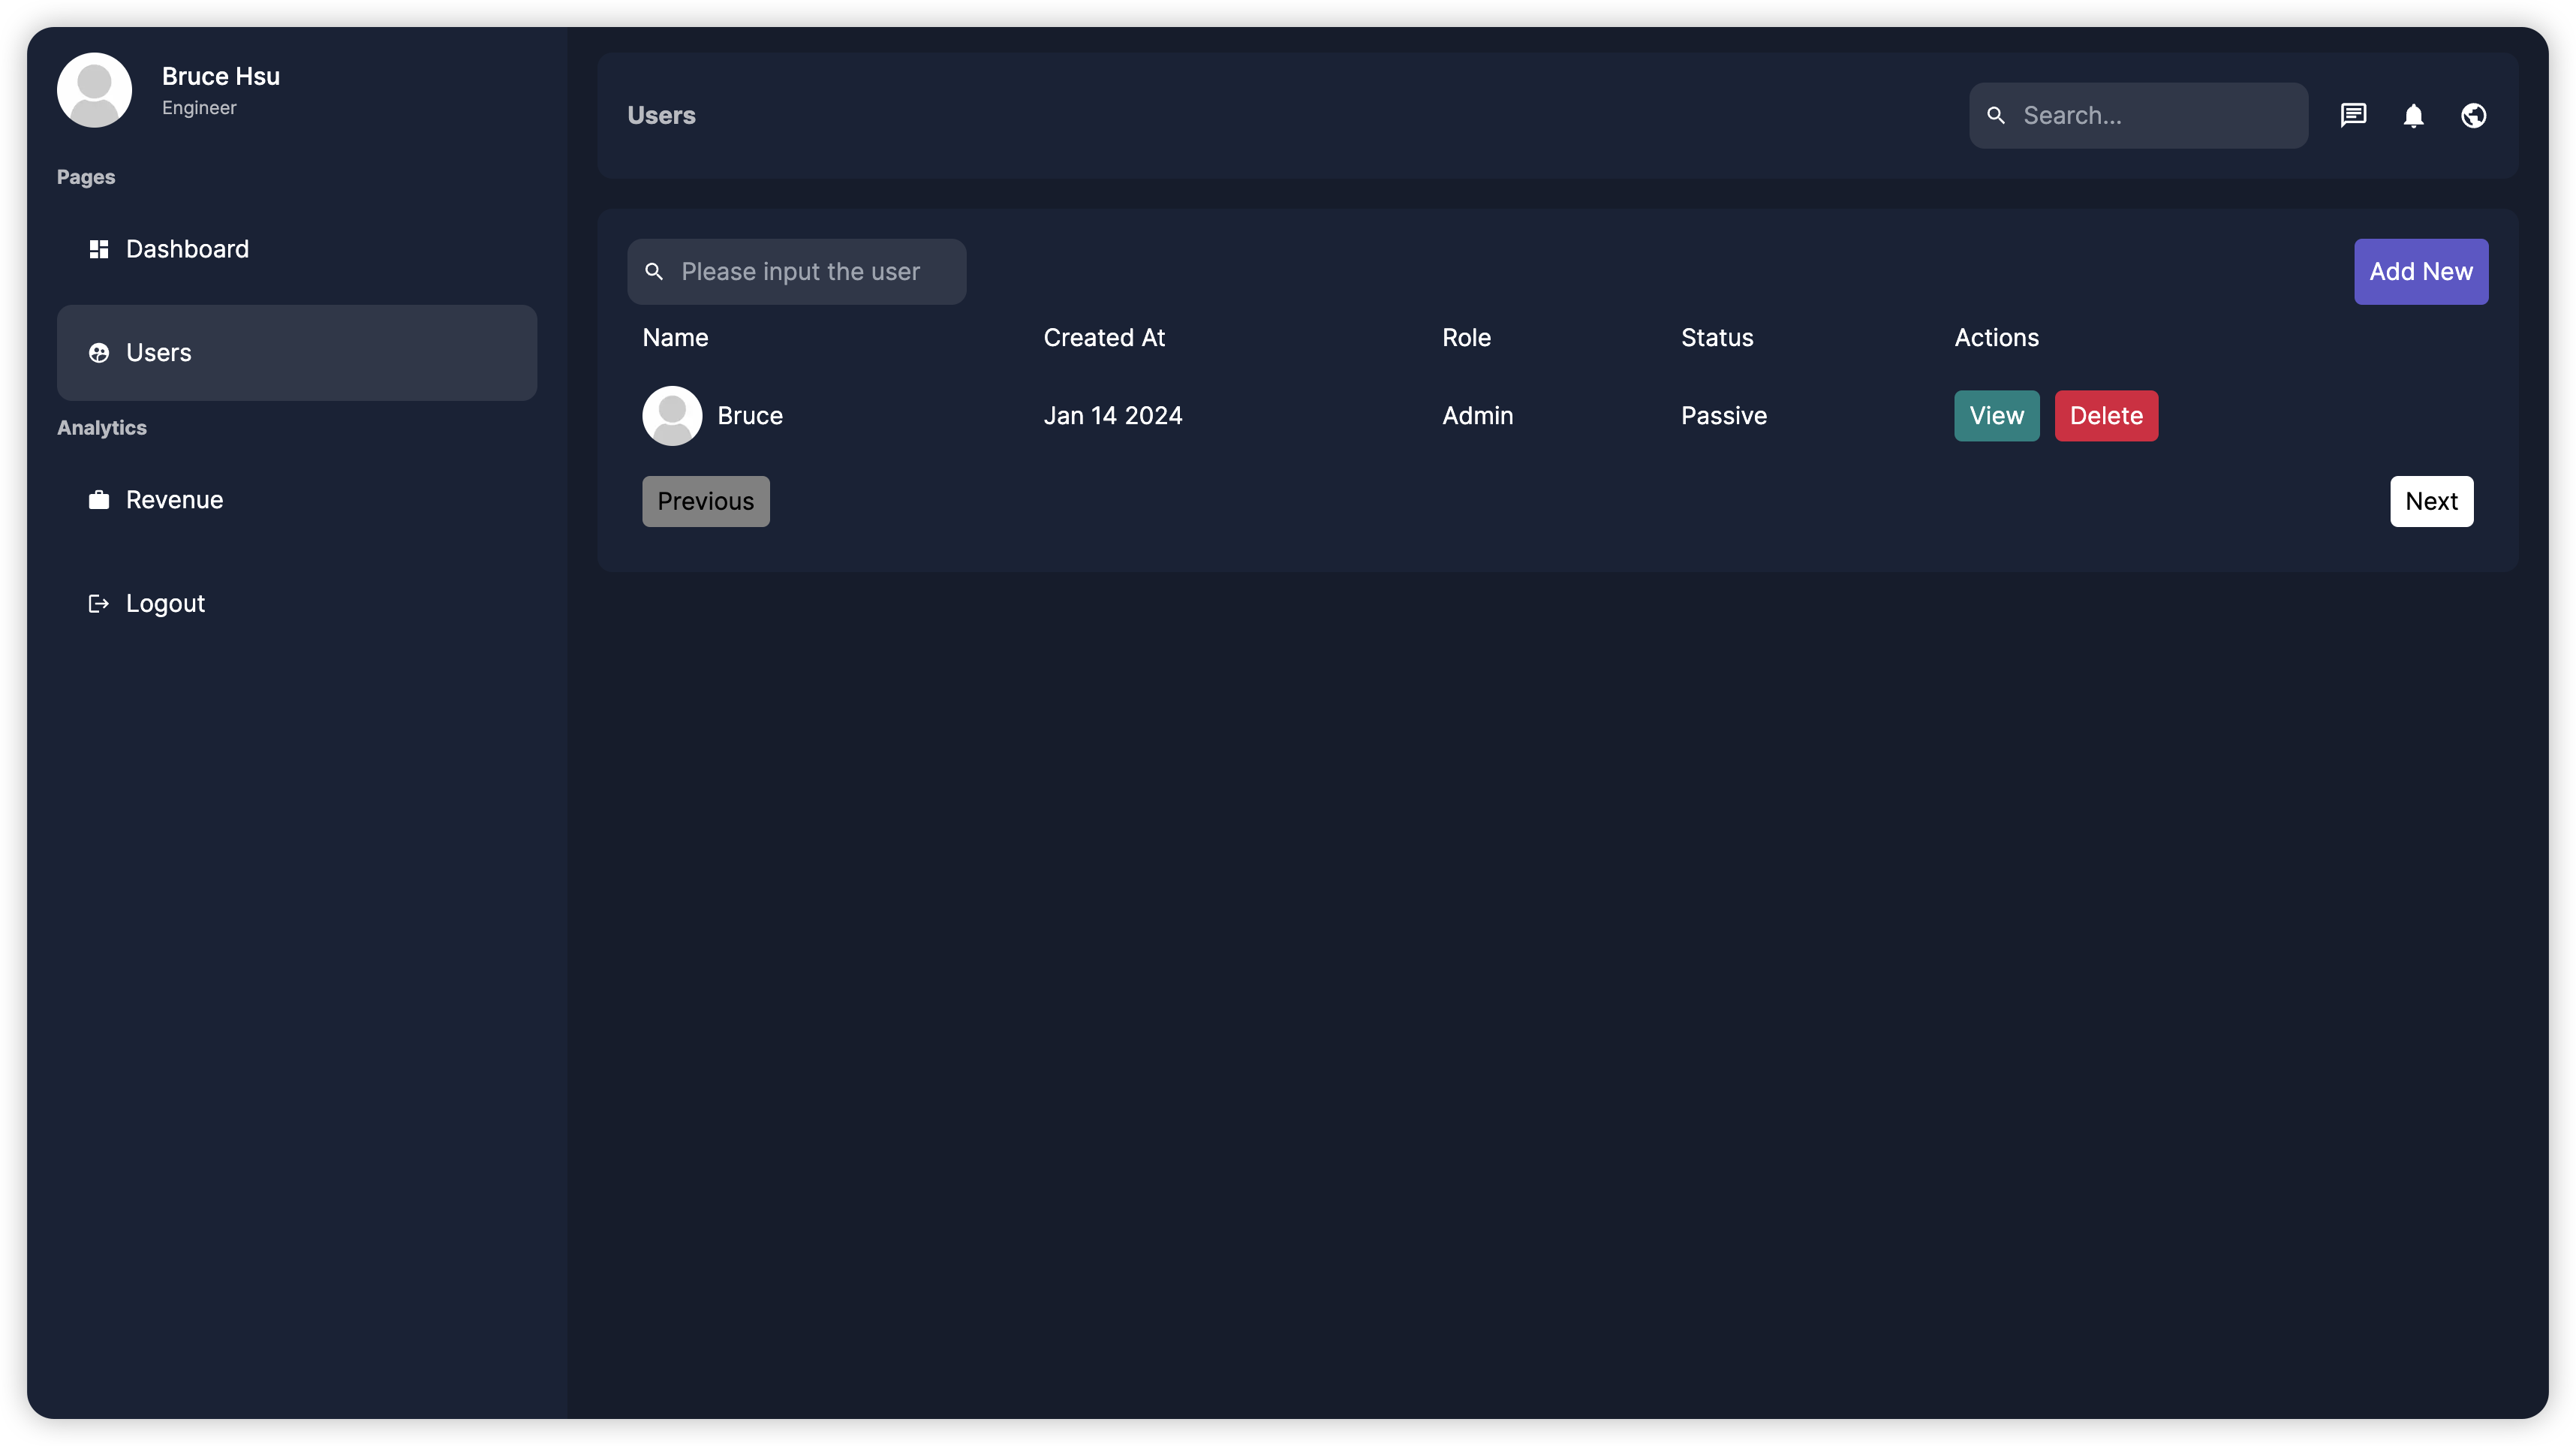 Bruce Hsu
Engineer
Pages
Dashboard
Users
Analytics
Revenue
Logout
Users
Search...
Please input the user
Add New
Name Created At Role Status Actions
Bruce Jan 14 2024 Admin Passive View Delete
Previous Next